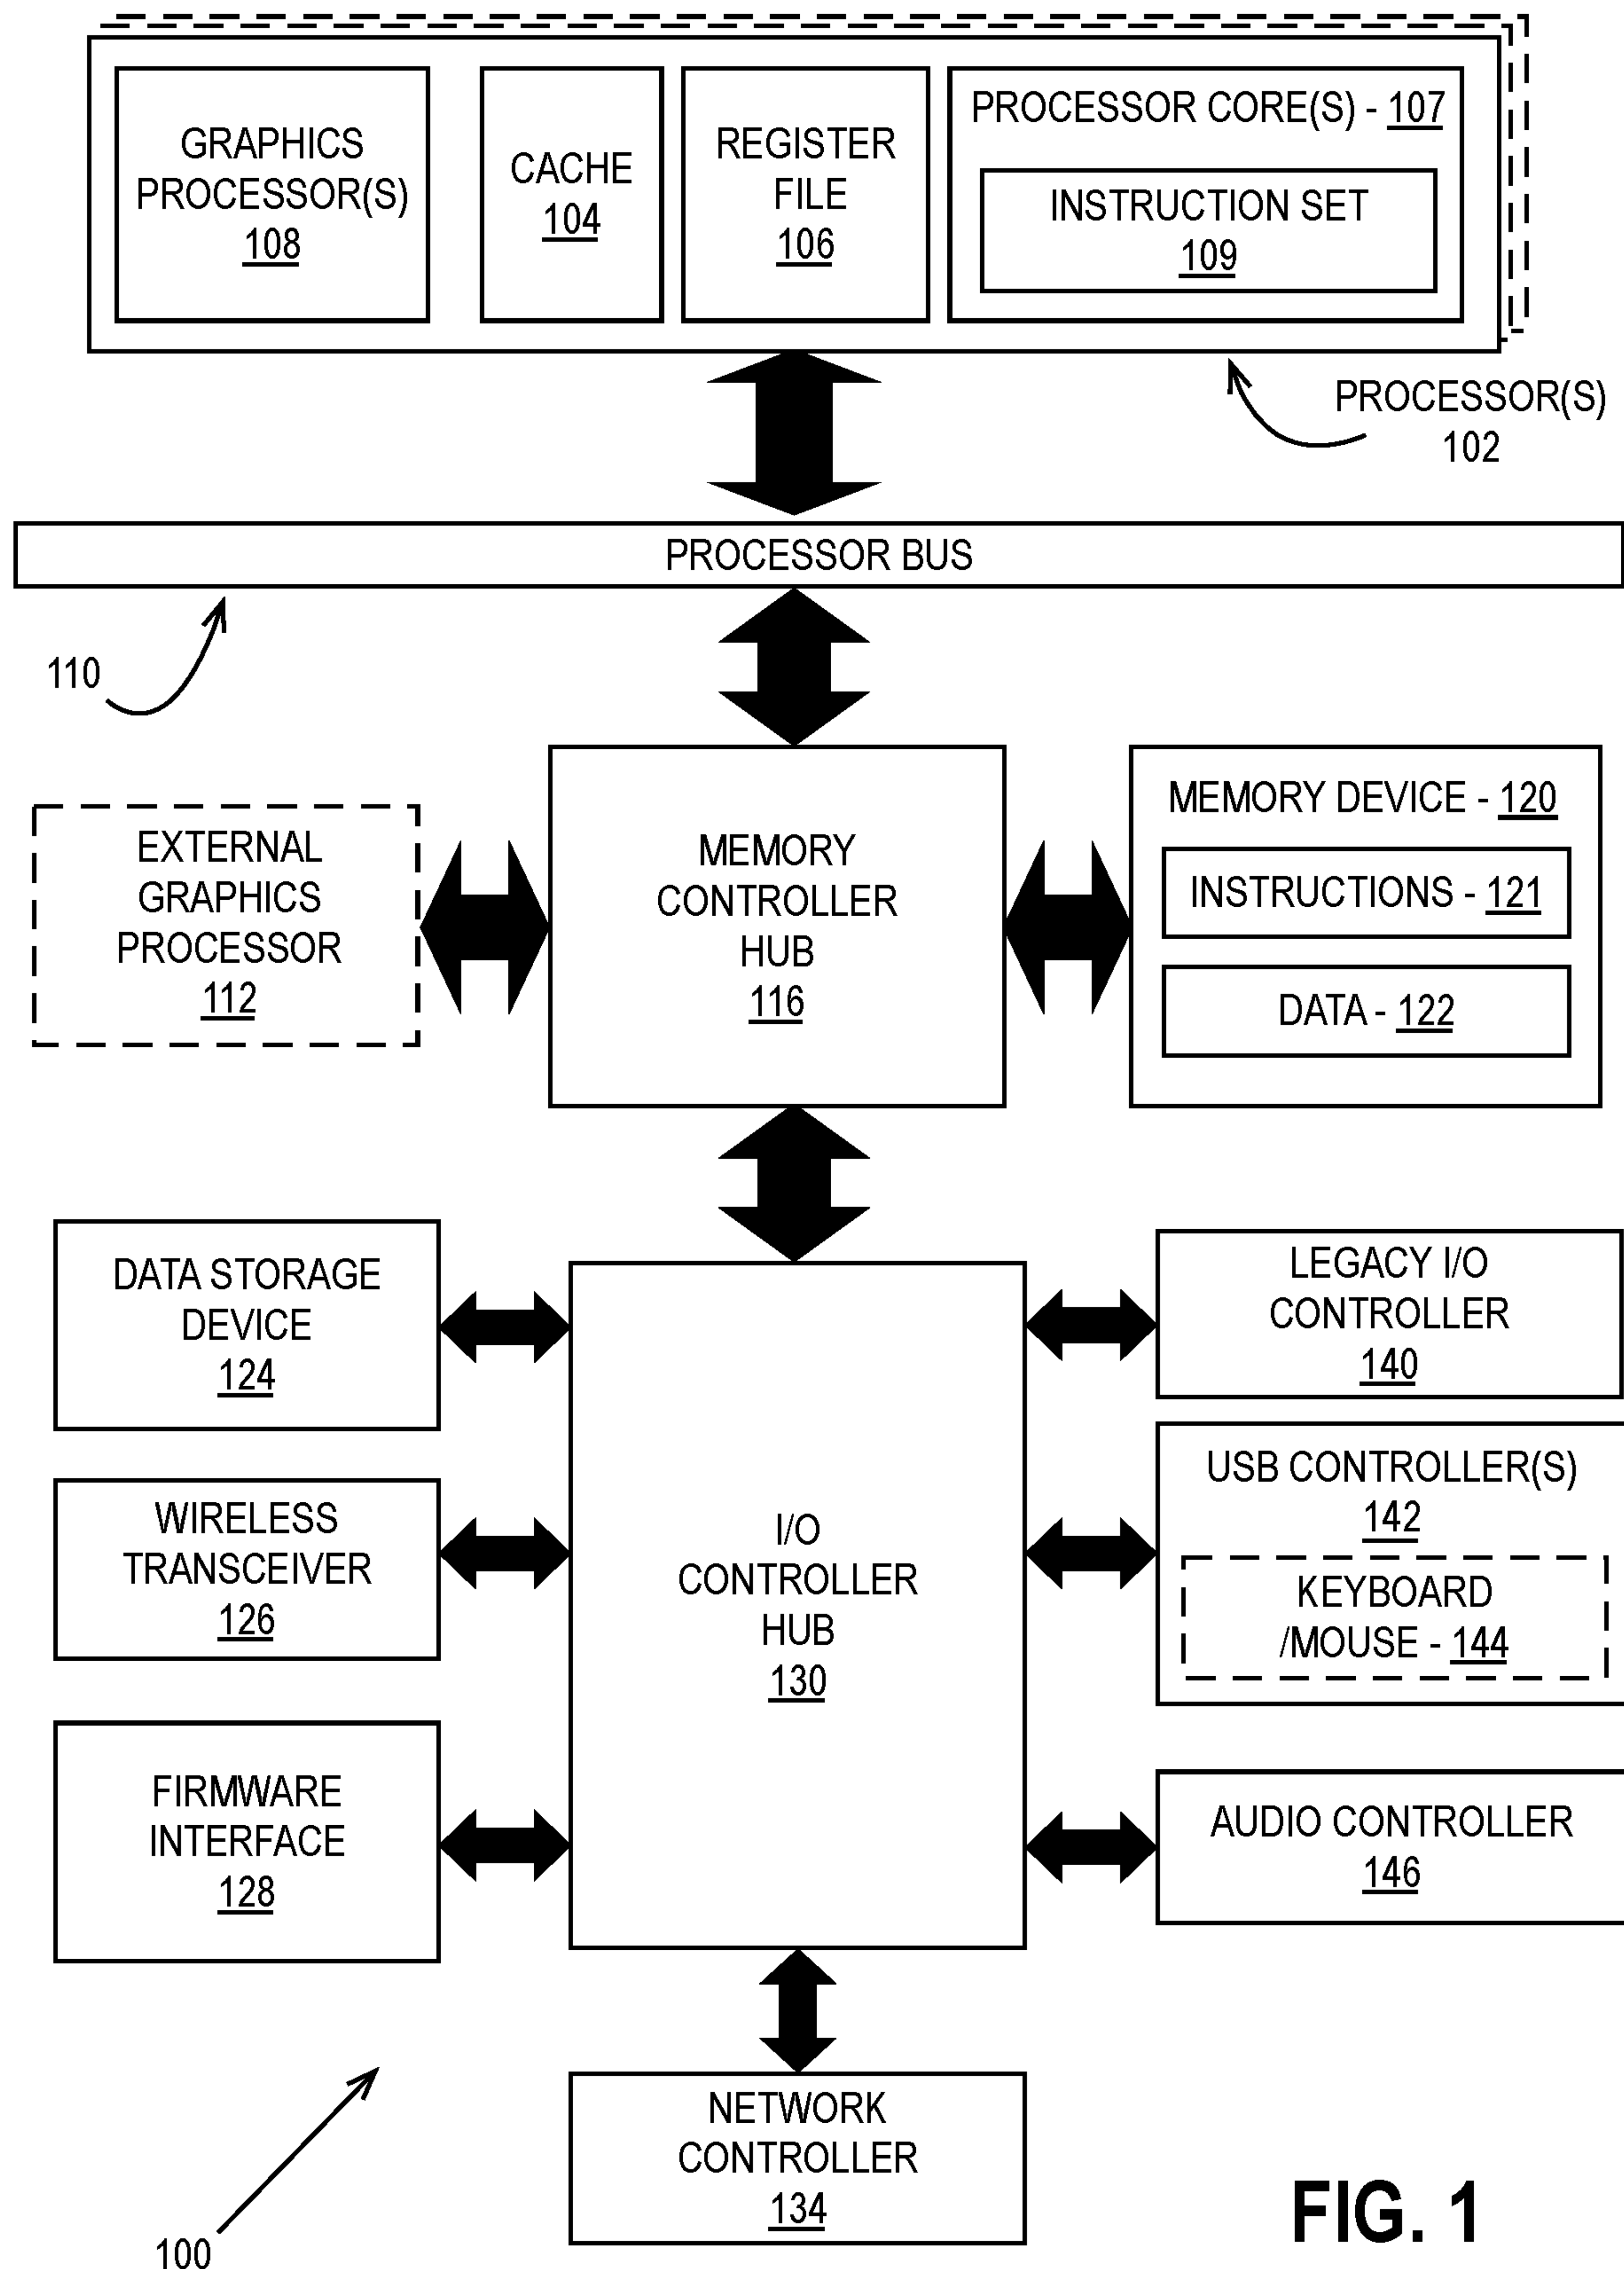 GRAPHICS
PROCESSOR(S)
108
CACHE
104
REGISTER
FILE
106
PROCESSOR CORE(S) - 107
INSTRUCTION SET
109
PROCESSOR(S)
102
PROCESSOR BUS
110
EXTERNAL
GRAPHICS
PROCESSOR
112
MEMORY
CONTROLLER
HUB
116
MEMORY DEVICE - 120
INSTRUCTIONS - 121
DATA - 122
DATA STORAGE
DEVICE
124
WIRELESS
TRANSCEIVER
126
FIRMWARE
INTERFACE
128
I/O
CONTROLLER
HUB
130
LEGACY I/O
CONTROLLER
140
USB CONTROLLER(S)
142
KEYBOARD
/MOUSE - 144
AUDIO CONTROLLER
146
NETWORK
CONTROLLER
134
100
FIG. 1